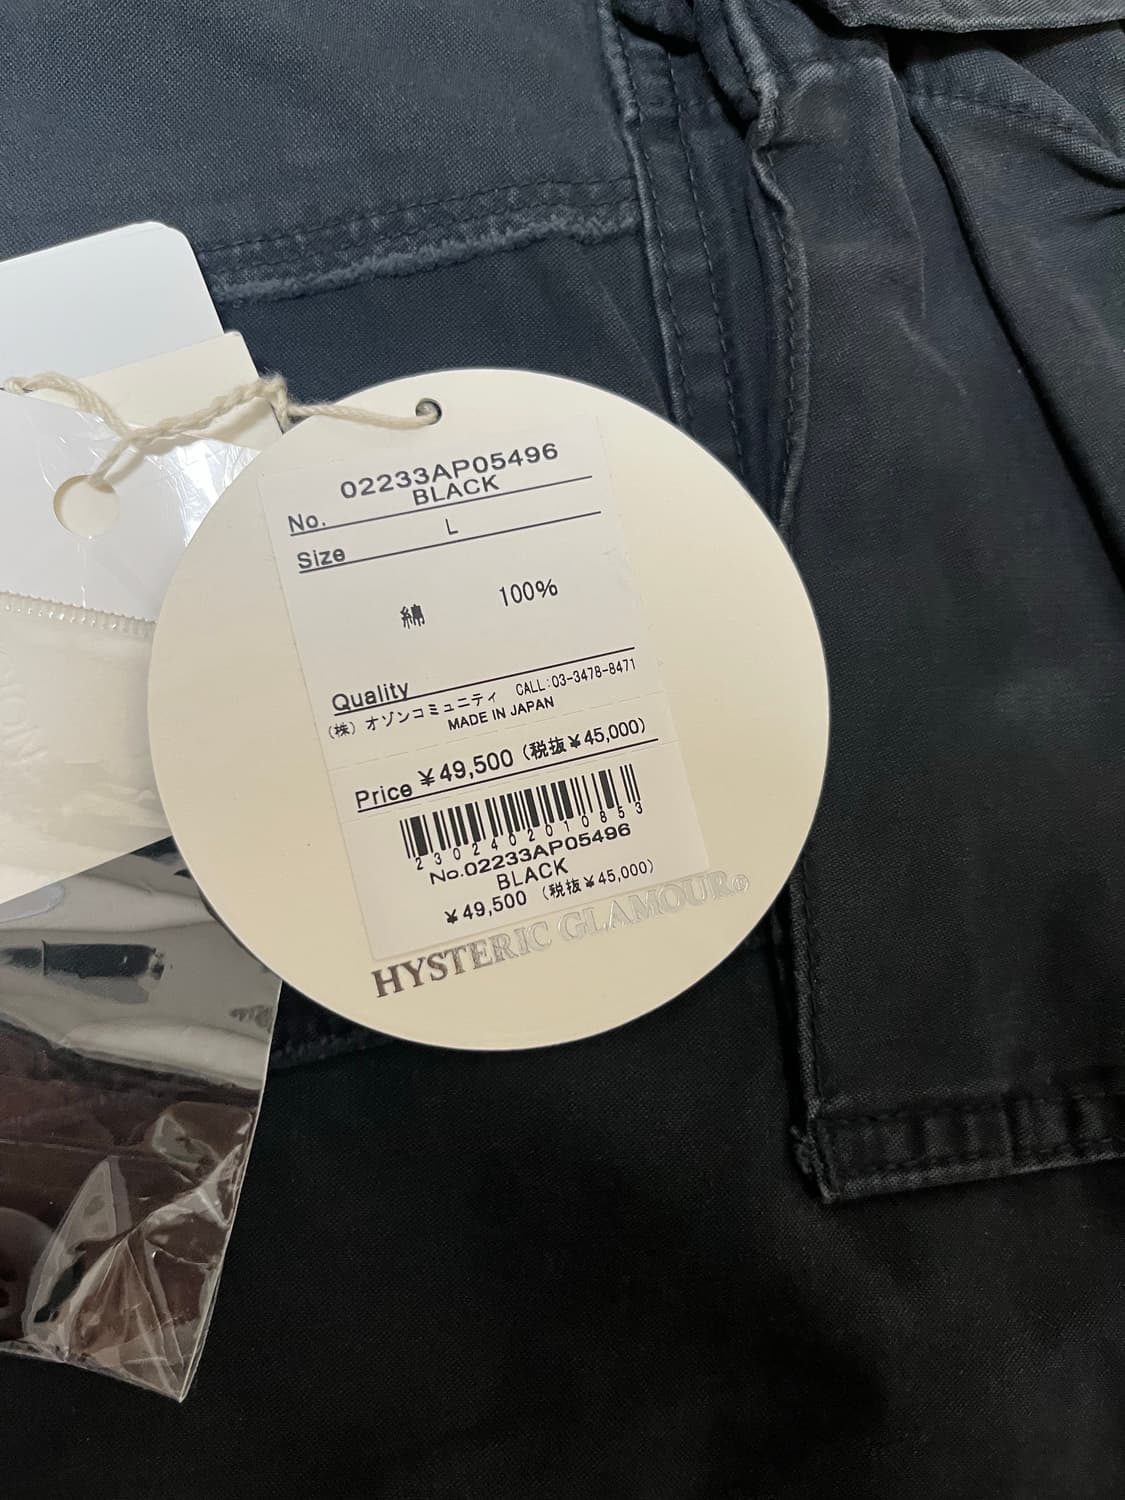 02233AP05496
No. BLACK
Size L
綿 100%
Quality
(株) オゾンコミュニティ CALL:03-3478-8471
MADE IN JAPAN
Price ¥49,500 (税抜¥45,000)
2302402010853
No.02233AP05496
BLACK
¥49,500 (税抜¥45,000)
HYSTERIC GLAMOUR®